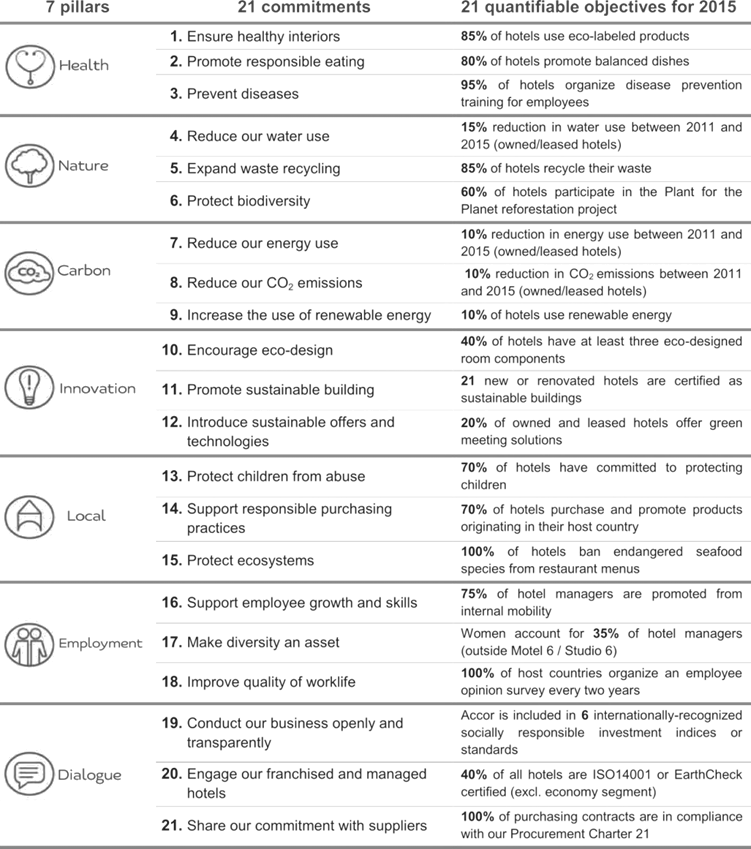 7 pillars 21 commitments 21 quantifiable objectives for 2015
Health
1. Ensure healthy interiors
85% of hotels use eco-labeled products
2. Promote responsible eating
80% of hotels promote balanced dishes
3. Prevent diseases
95% of hotels organize disease prevention
training for employees
Nature
4. Reduce our water use
15% reduction in water use between 2011 and
2015 (owned/leased hotels)
5. Expand waste recycling
85% of hotels recycle their waste
6. Protect biodiversity
60% of hotels participate in the Plant for the
Planet reforestation project
CO2
Carbon
7. Reduce our energy use
10% reduction in energy use between 2011 and
2015 (owned/leased hotels)
8. Reduce our CO2 emissions
10% reduction in CO2 emissions between 2011
and 2015 (owned/leased hotels)
9. Increase the use of renewable energy
10% of hotels use renewable energy
Innovation
10. Encourage eco-design
40% of hotels have at least three eco-designed
room components
11. Promote sustainable building
21 new or renovated hotels are certified as
sustainable buildings
12. Introduce sustainable offers and
technologies
20% of owned and leased hotels offer green
meeting solutions
Local
13. Protect children from abuse
70% of hotels have committed to protecting
children
14. Support responsible purchasing
practices
70% of hotels purchase and promote products
originating in their host country
15. Protect ecosystems
100% of hotels ban endangered seafood
species from restaurant menus
Employment
16. Support employee growth and skills
75% of hotel managers are promoted from
internal mobility
17. Make diversity an asset
Women account for 35% of hotel managers
(outside Motel 6 / Studio 6)
18. Improve quality of worklife
100% of host countries organize an employee
opinion survey every two years
Dialogue
19. Conduct our business openly and
transparently
Accor is included in 6 internationally-recognized
socially responsible investment indices or
standards
20. Engage our franchised and managed
hotels
40% of all hotels are ISO14001 or EarthCheck
certified (excl. economy segment)
21. Share our commitment with suppliers
100% of purchasing contracts are in compliance
with our Procurement Charter 21